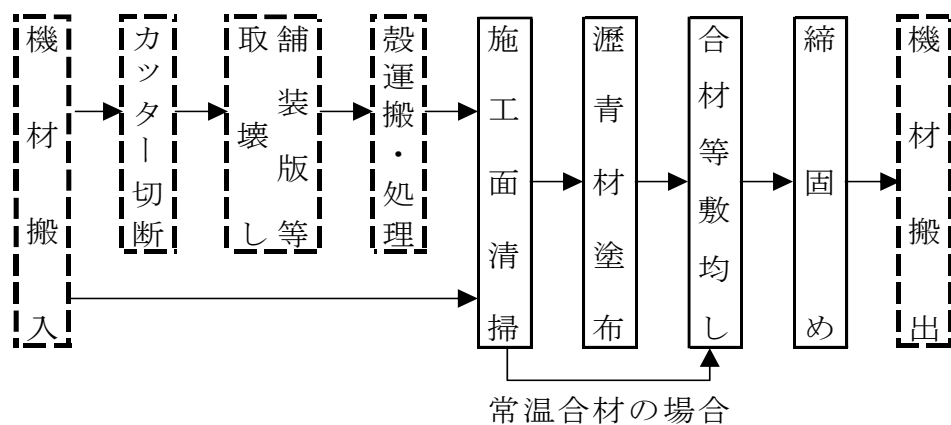 機材搬入
カッター切断
舗装版等
取壊し
殻運搬・処理
施工面清掃
瀝青材塗布
合材等敷均し
締固め
機材搬出
常温合材の場合